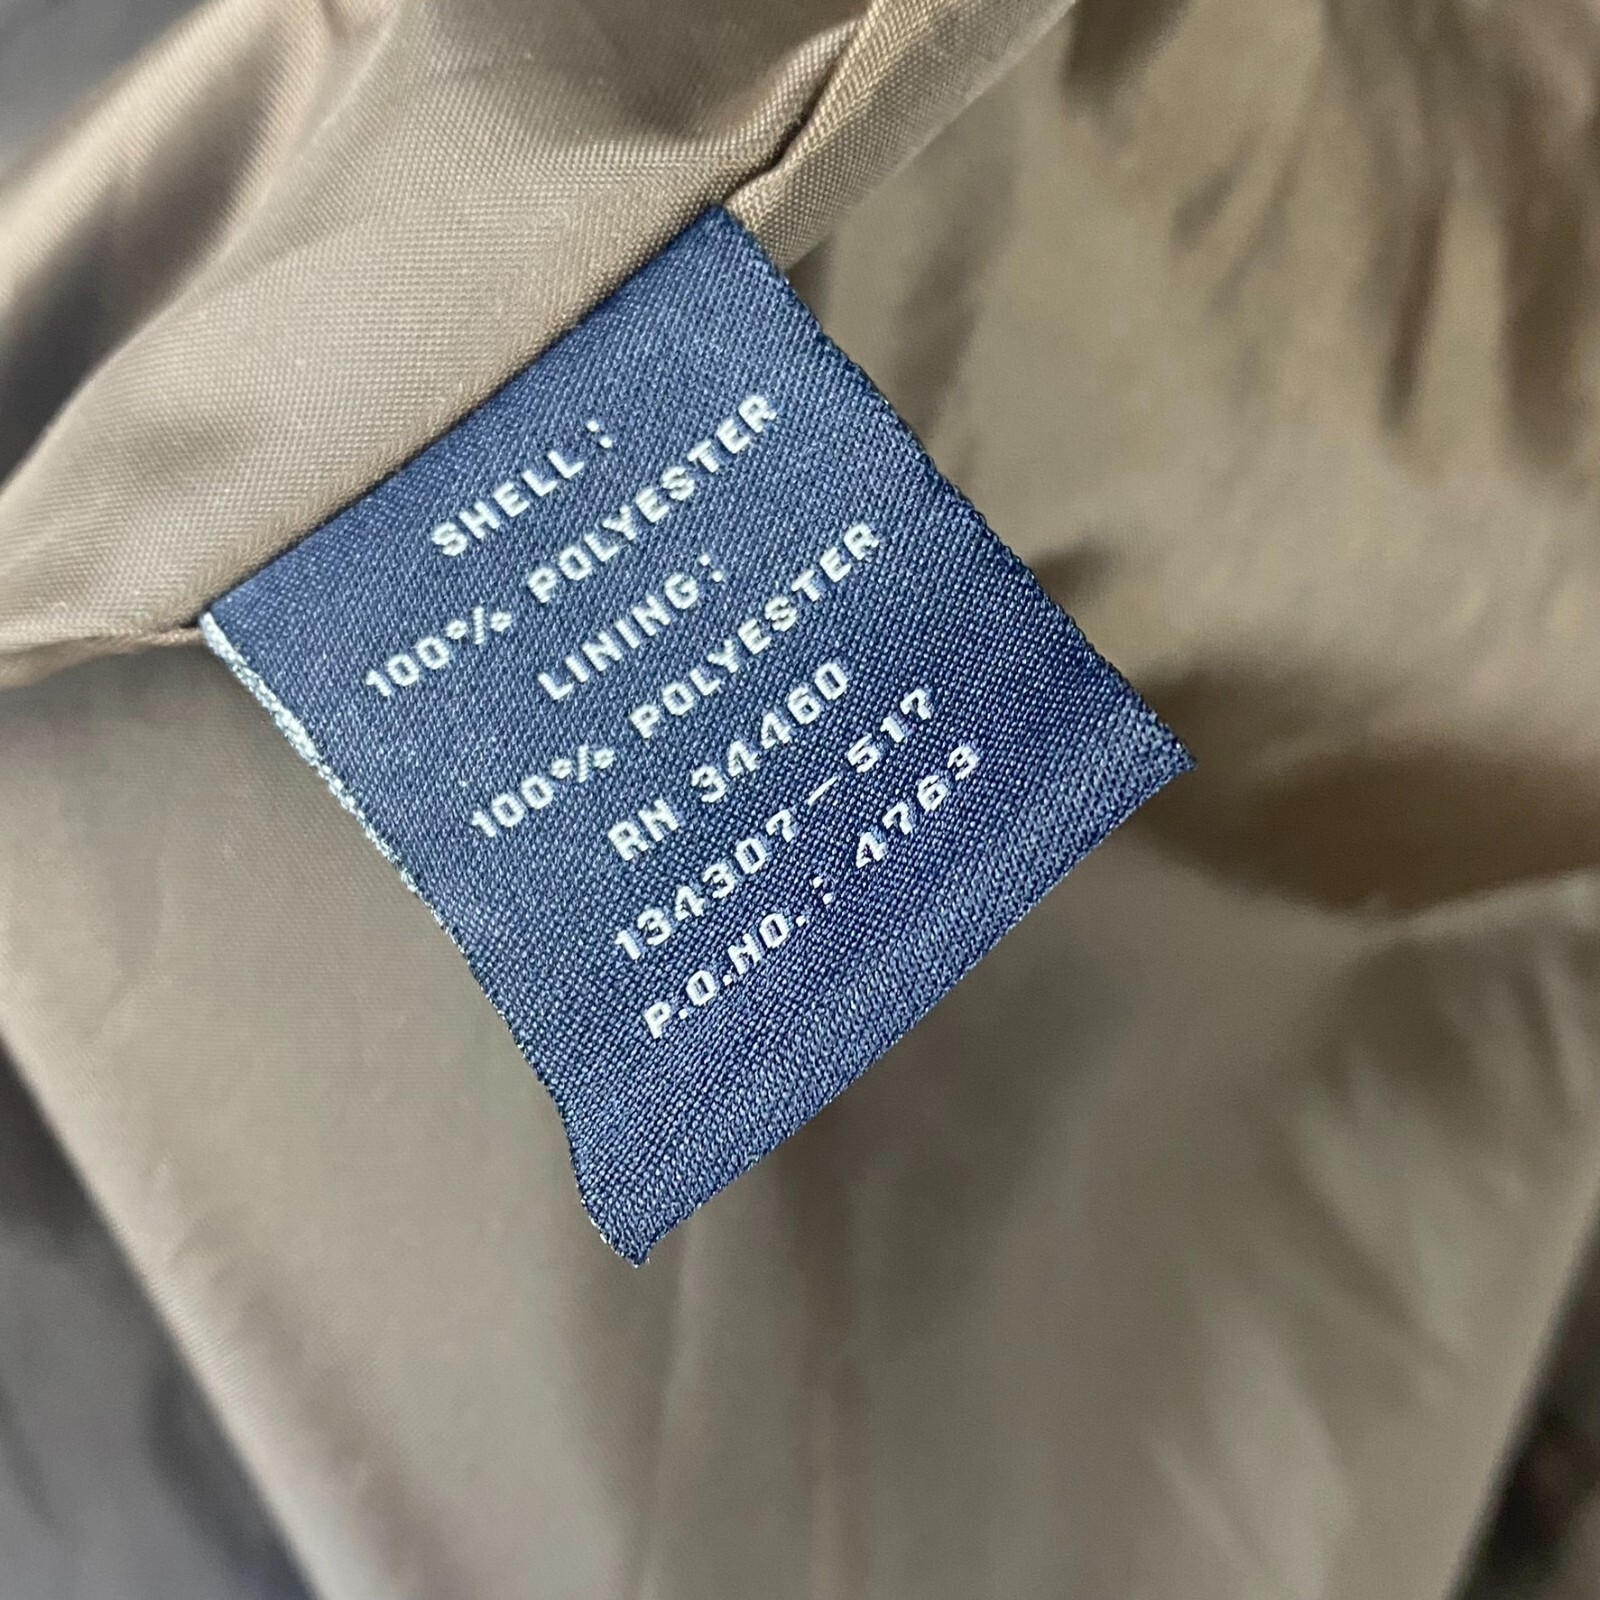 SHELL:
100% POLYESTER
LINING:
100% POLYESTER
RN 34460
134307-517
P.O.NO.: 4763